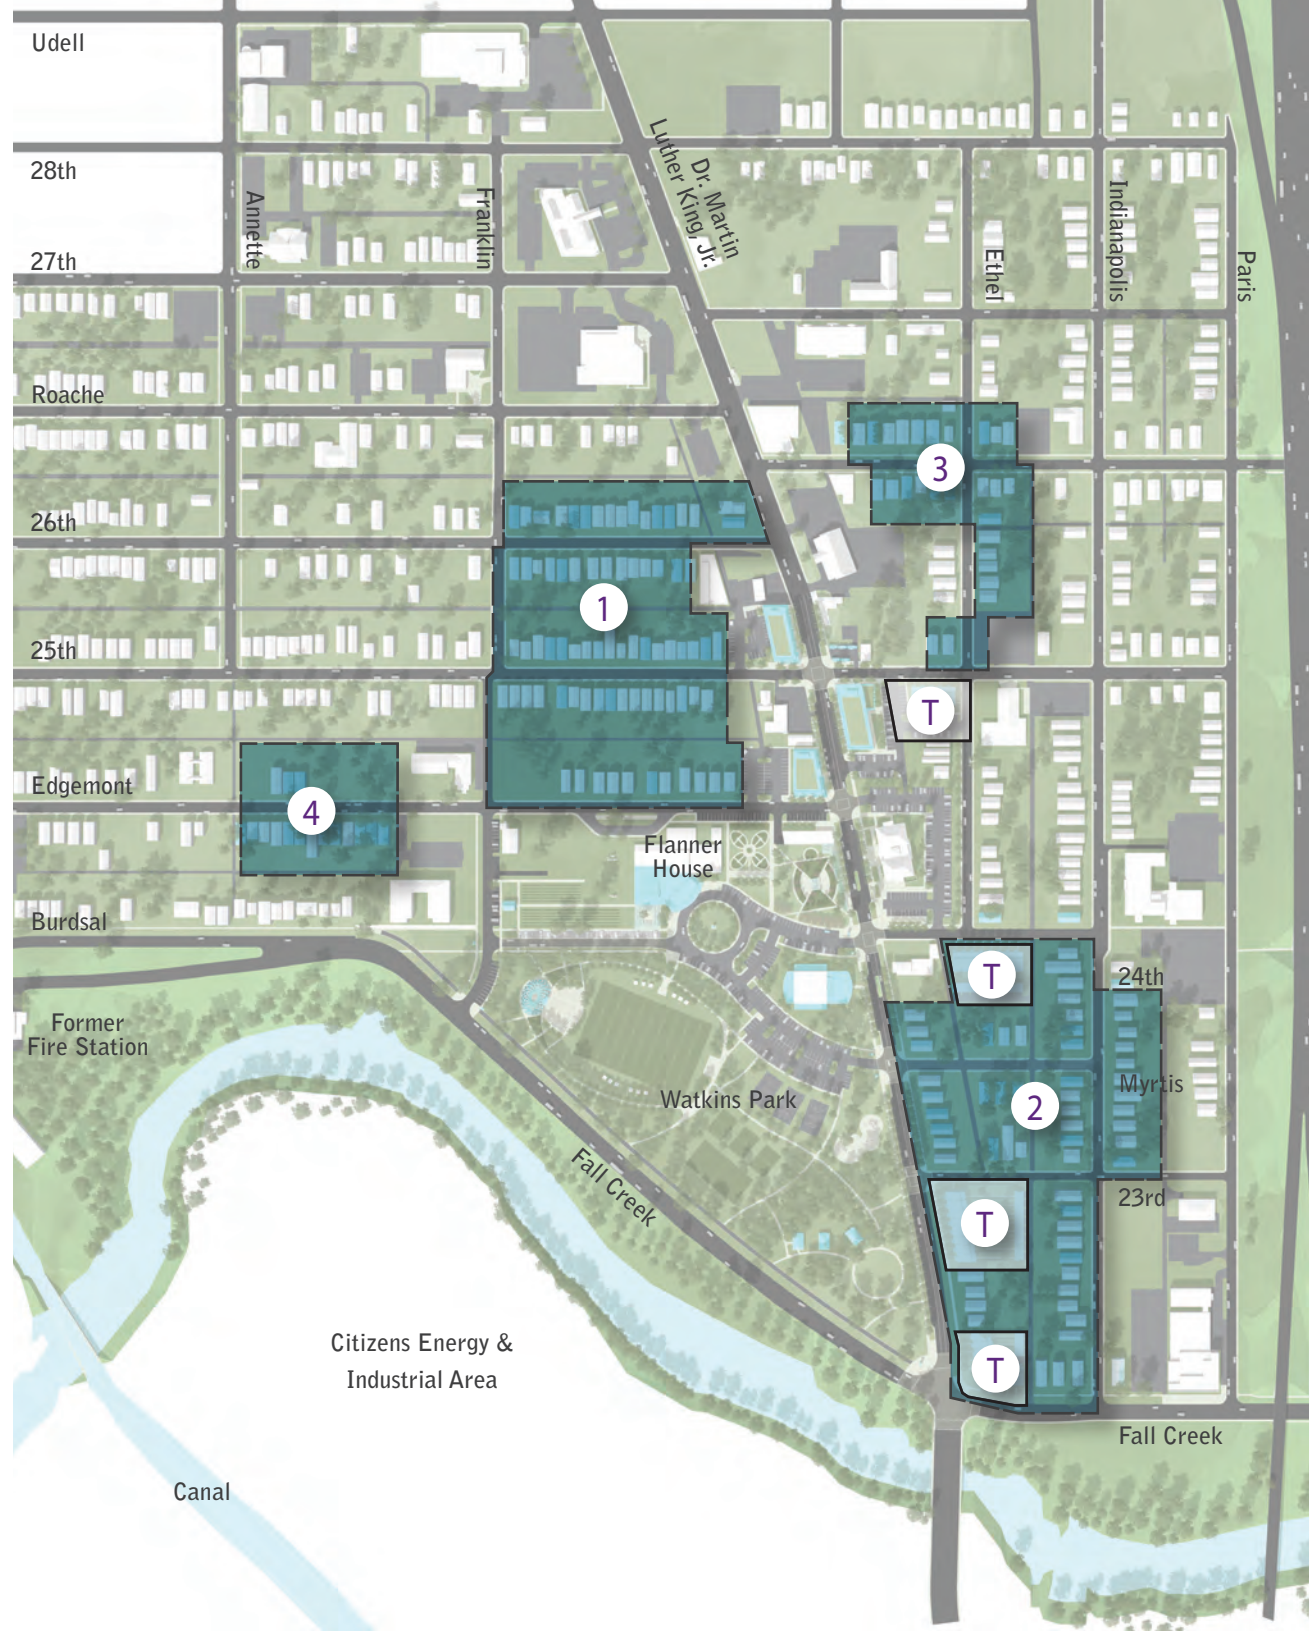 Udell
28th
27th
Annette
Franklin
Dr. Martin
Luther King, Jr.
Ethel
Indianapolis
Paris
Roache
3
26th
1
25th
T
Edgemont
4
Flanner
House
Burdsal
T
24th
Former
Fire Station
Watkins Park
Myrtis
2
Fall Creek
23rd
T
Citizens Energy &
Industrial Area
T
Fall Creek
Canal